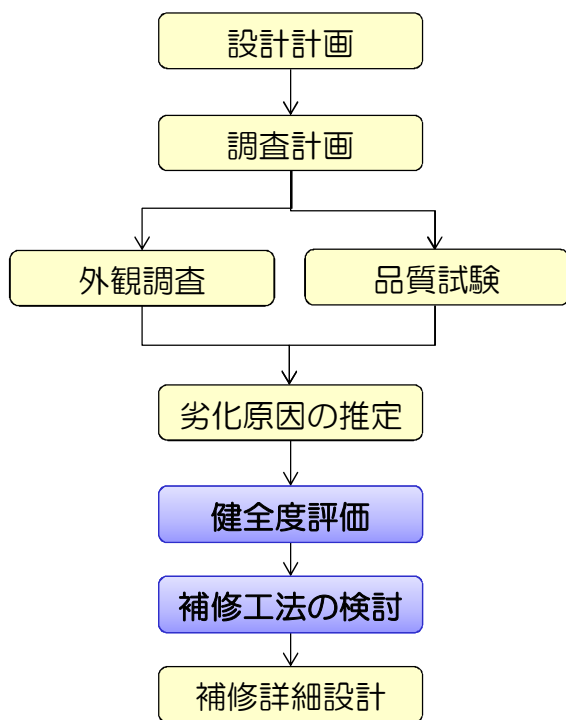 設計計画
調査計画
外観調査
品質試験
劣化原因の推定
健全度評価
補修工法の検討
補修詳細設計